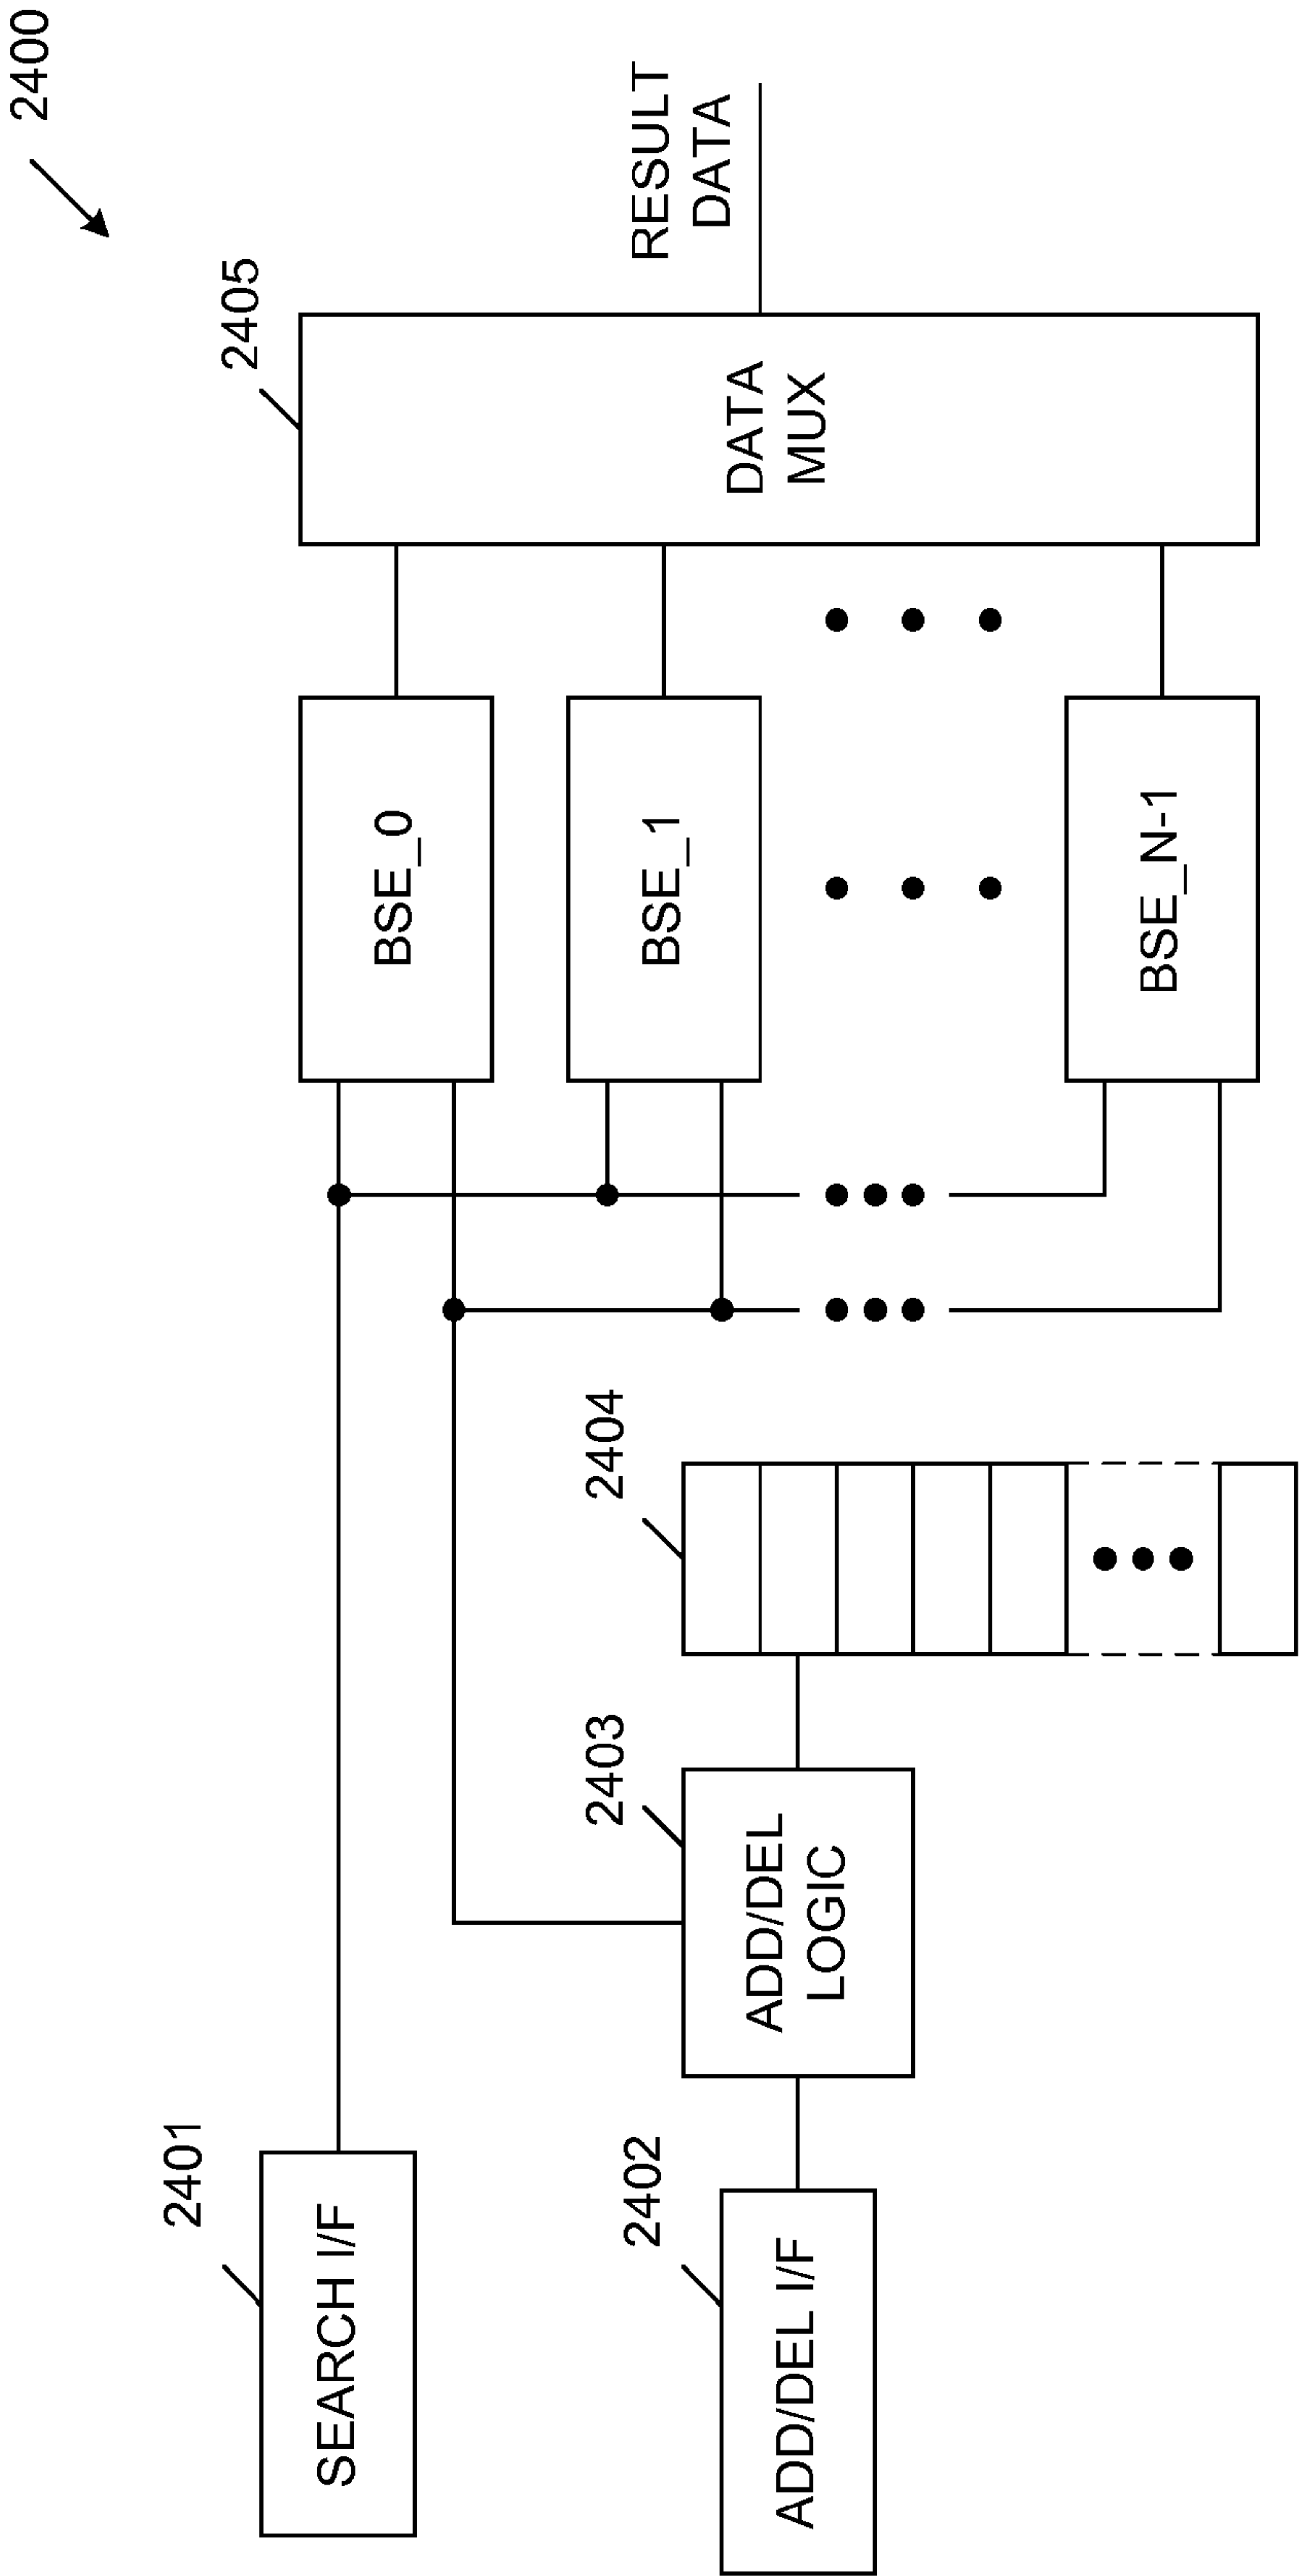 2400
2405
RESULT
DATA
DATA
MUX
BSE_0
BSE_1
BSE_N-1
2401
SEARCH I/F
2402
ADD/DEL I/F
2403
ADD/DEL
LOGIC
2404